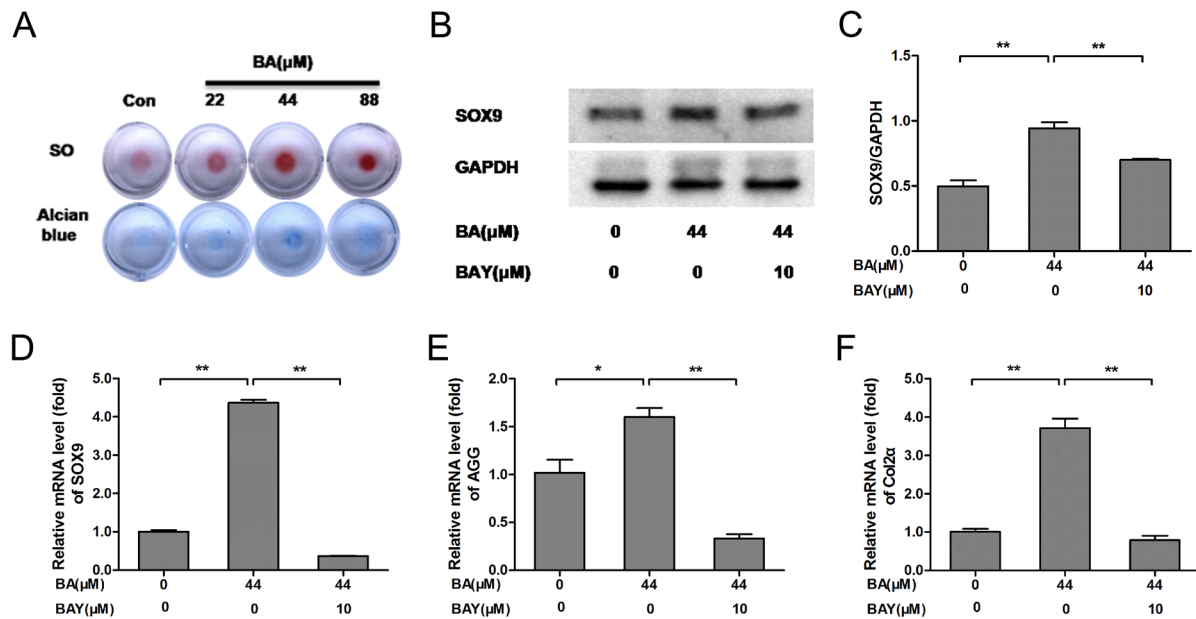 A
BA(µM)
Con 22 44 88
SO
Alcian
blue
B
SOX9
GAPDH
BA(µM) 0 44 44
BAY(µM) 0 0 10
C
SOX9/GAPDH
1.5
1.0
0.5
0.0
** **
BA(µM) 0 44 44
BAY(µM) 0 0 10
D
Relative mRNA level (fold)
of SOX9
5.0
4.0
3.0
2.0
1.0
0.0
** **
BA(µM) 0 44 44
BAY(µM) 0 0 10
E
Relative mRNA level (fold)
of AGG
2.0
1.5
1.0
0.5
0.0
* **
BA(µM) 0 44 44
BAY(µM) 0 0 10
F
Relative mRNA level (fold)
of Col2α
5.0
4.0
3.0
2.0
1.0
0.0
** **
BA(µM) 0 44 44
BAY(µM) 0 0 10